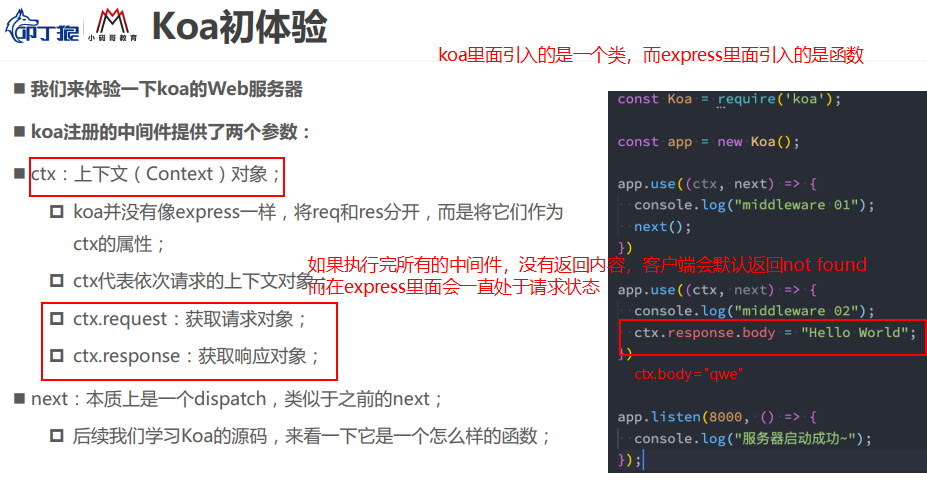 叩丁狼
小码哥教育
Koa初体验
koa里面引入的是一个类，而express里面引入的是函数
■ 我们来体验一下koa的Web服务器
■ koa注册的中间件提供了两个参数：
■ ctx：上下文（Context）对象；
koa并没有像express一样，将req和res分开，而是将它们作为
ctx的属性；
ctx代表依次请求的上下文对象
ctx.request：获取请求对象；
ctx.response：获取响应对象；
■ next：本质上是一个dispatch，类似于之前的next；
后续我们学习Koa的源码，来看一下它是一个怎么样的函数；
如果执行完所有的中间件，没有返回内容，客户端会默认返回not found
而在express里面会一直处于请求状态
const Koa = require('koa');
const app = new Koa();
app.use((ctx, next) => {
console.log("middleware 01");
next();
})
app.use((ctx, next) => {
console.log("middleware 02");
ctx.response.body = "Hello World";
})
ctx.body="qwe"
app.listen(8000, () => {
console.log("服务器启动成功~");
});